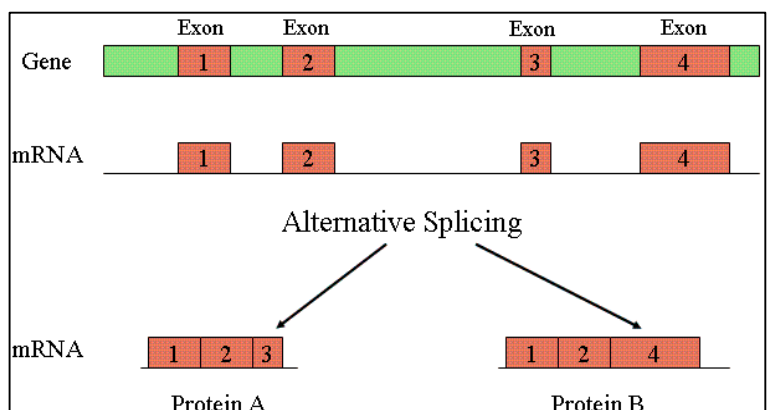 Exon Exon Exon Exon
Gene 1 2 3 4
mRNA 1 2 3 4
Alternative Splicing
mRNA 1 2 3 1 2 4
Protein A Protein B